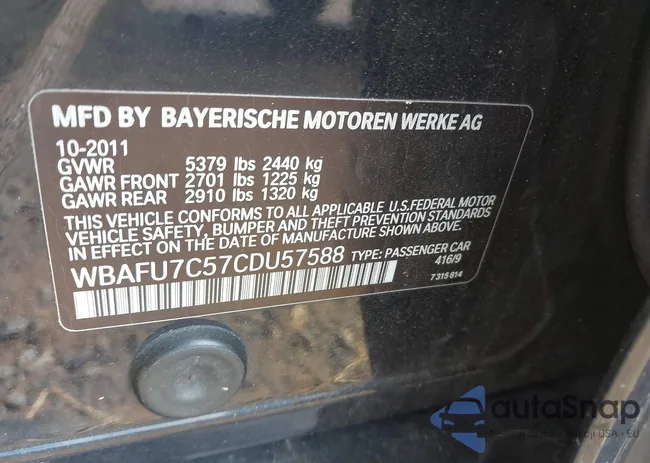 MFD BY BAYERISCHE MOTOREN WERKE AG
10-2011
GVWR 5379 lbs 2440 kg
GAWR FRONT 2701 lbs 1225 kg
GAWR REAR 2910 lbs 1320 kg
THIS VEHICLE CONFORMS TO ALL APPLICABLE U.S.FEDERAL MOTOR
VEHICLE SAFETY, BUMPER AND THEFT PREVENTION STANDARDS
IN EFFECT ON THE DATE OF MANUFACTURE SHOWN ABOVE.
WBAFU7C57CDU57588 TYPE: PASSENGER CAR
416/9
7 315 814
autaSnap
USA i EU